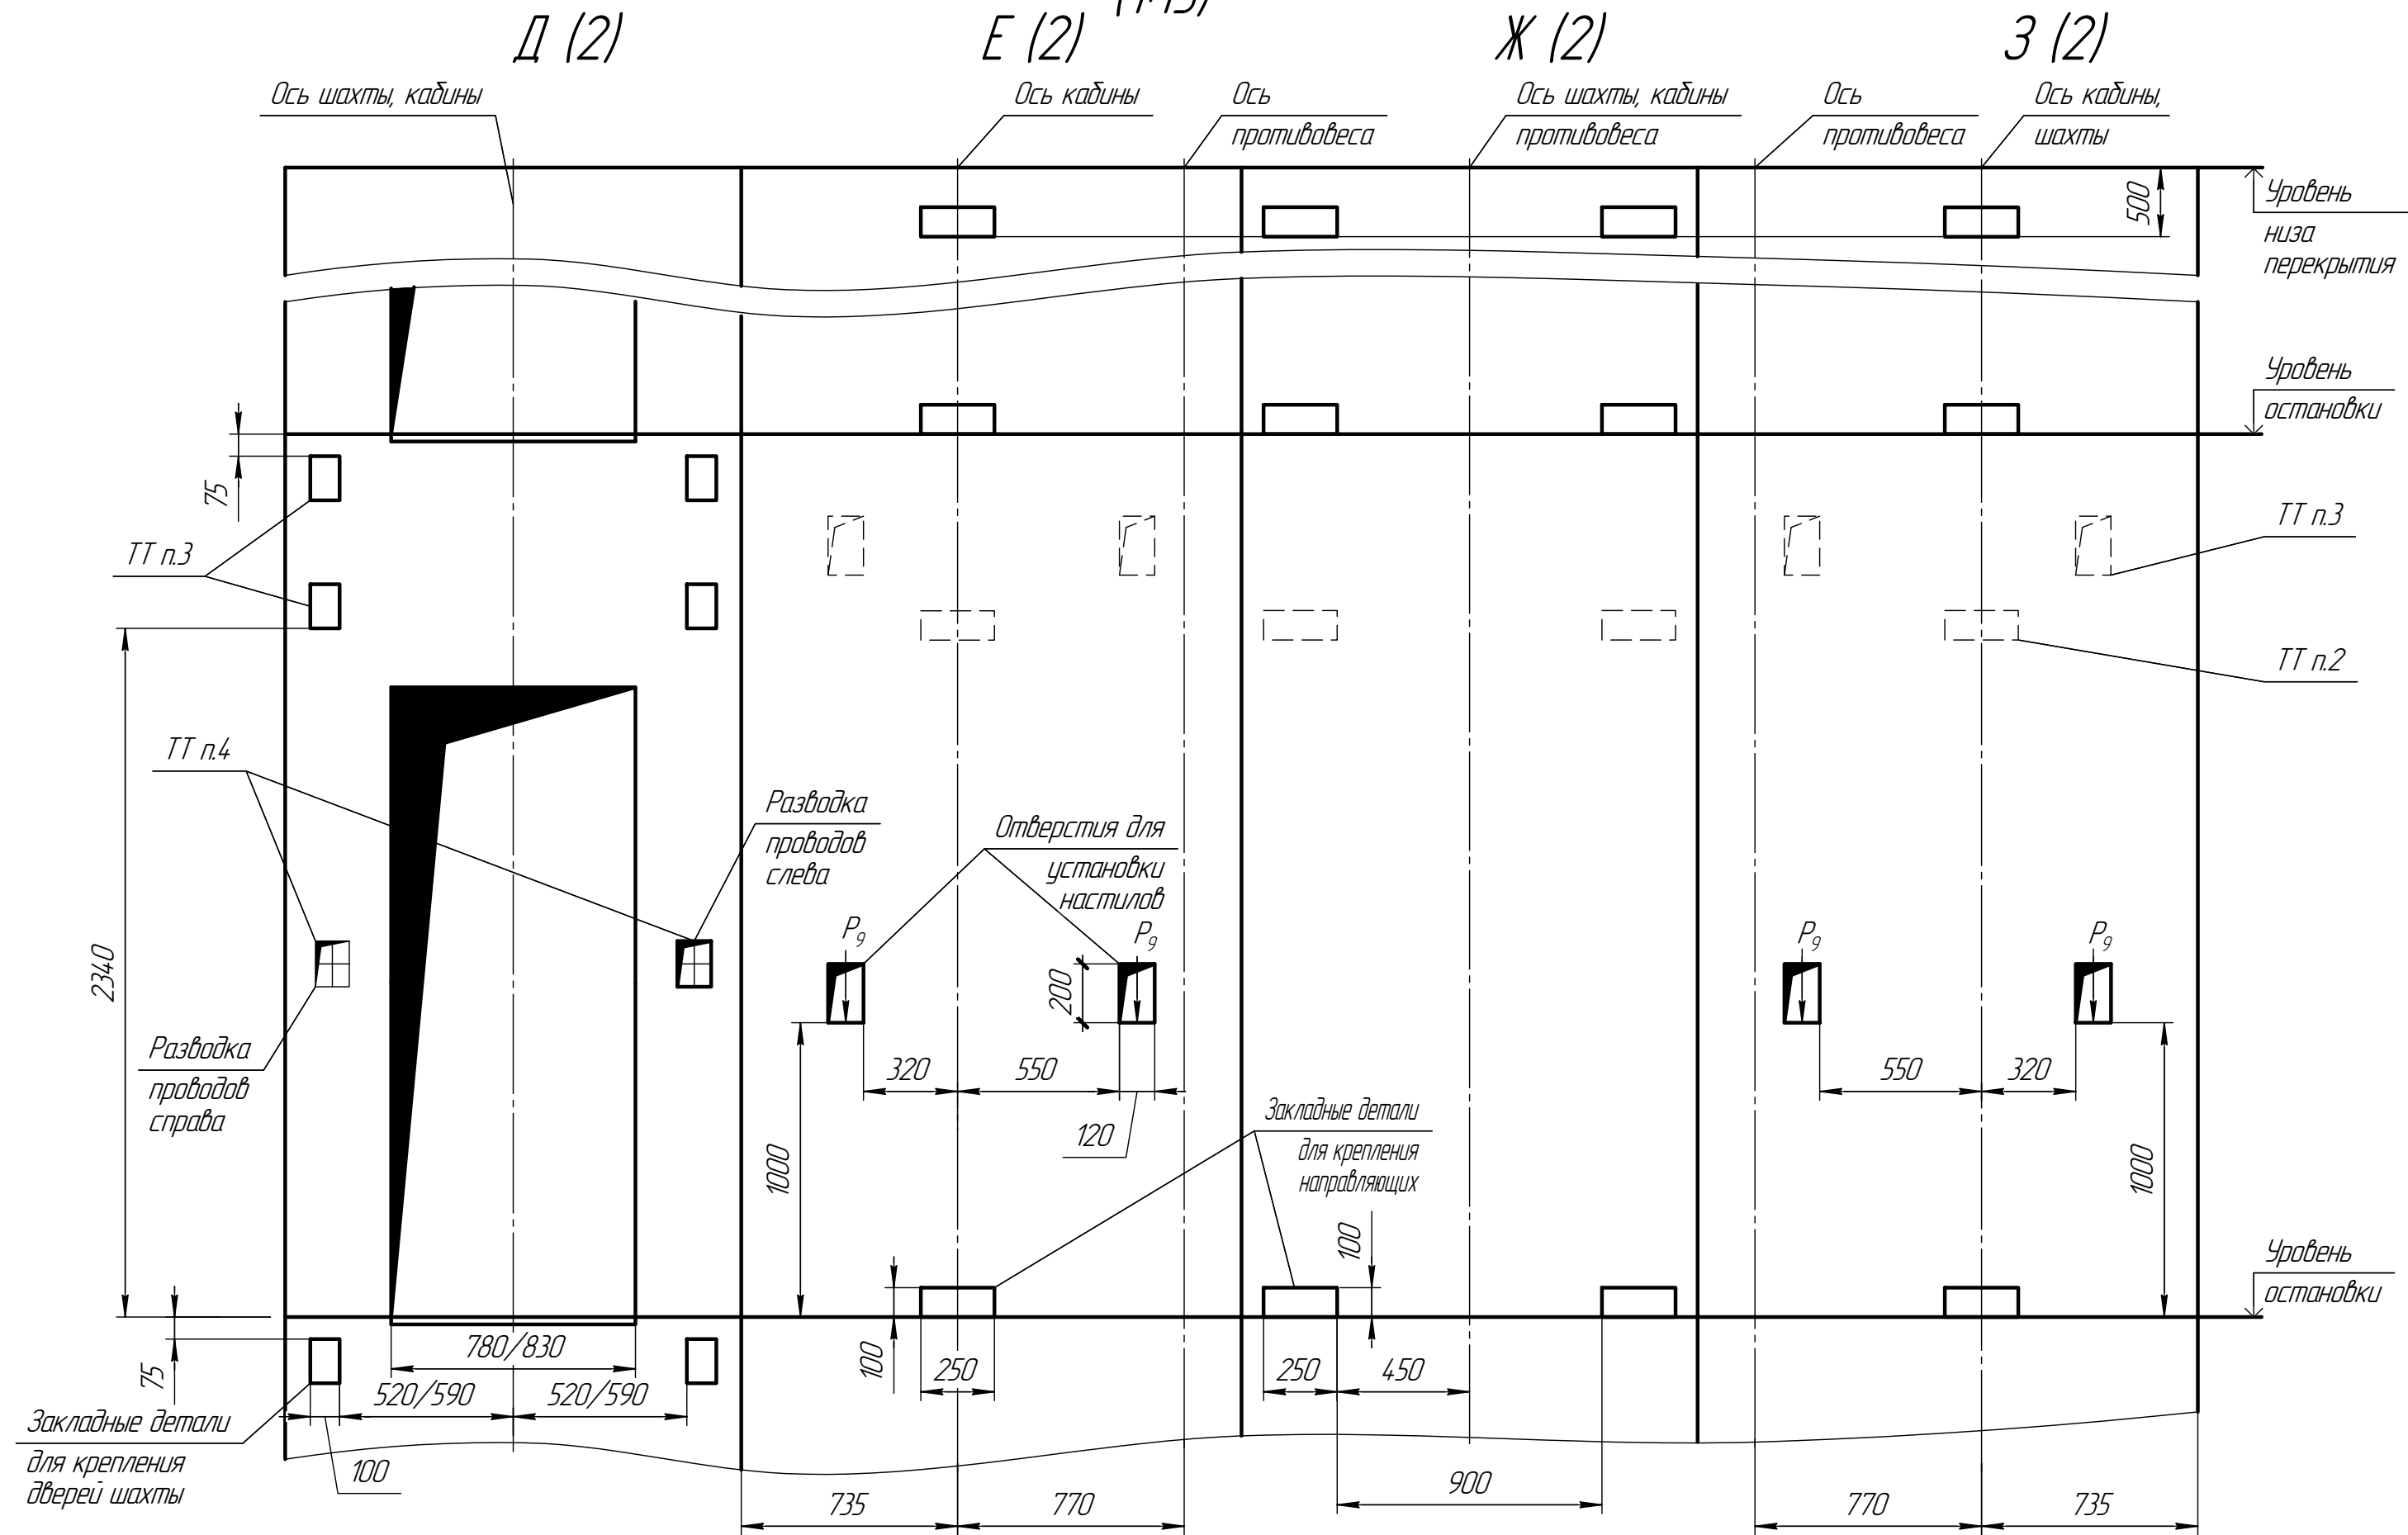 Д (2)
Е (2)
Ж (2)
З (2)
Ось шахты, кабины
Ось кабины
Ось
противовеса
Ось шахты, кабины
противовеса
Ось
противовеса
Ось кабины,
шахты
500
Уровень
низа
перекрытия
Уровень
остановки
75
ТТ п.3
ТТ п.3
ТТ п.2
ТТ п.4
Разводка
проводов
слева
Отверстия для
установки
настилов
P9
P9
P9
P9
2340
200
Разводка
проводов
справа
320
550
550
320
120
Закладные детали
для крепления
направляющих
1000
1000
100
Уровень
остановки
780/830
75
100
250
250
450
520/590
520/590
Закладные детали
для крепления
дверей шахты
100
900
735
770
770
735